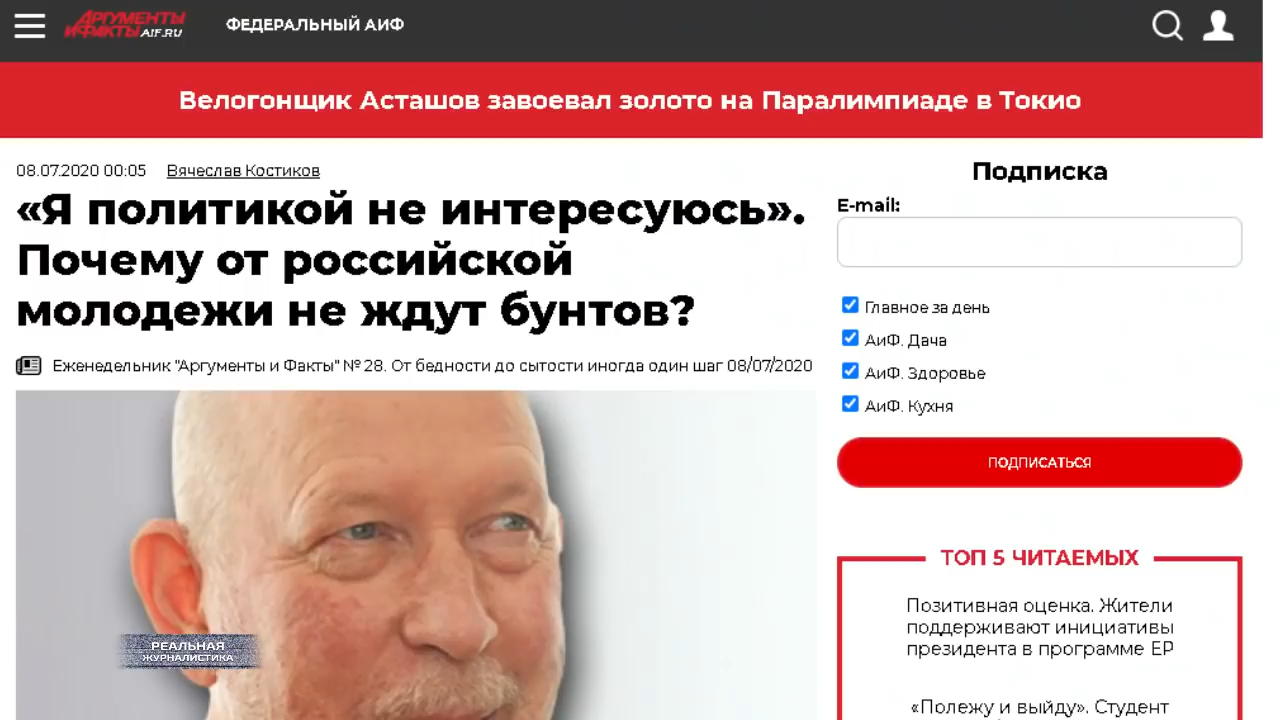 АРГУМЕНТЫ
И ФАКТЫ AIF.RU
ФЕДЕРАЛЬНЫЙ АИФ
Велогонщик Асташов завоевал золото на Паралимпиаде в Токио
08.07.2020 00:05 Вячеслав Костиков
«Я политикой не интересуюсь».
Почему от российской
молодежи не ждут бунтов?
Еженедельник "Аргументы и Факты" № 28. От бедности до сытости иногда один шаг 08/07/2020
РЕАЛЬНАЯ
ЖУРНАЛИСТИКА
Подписка
E-mail:
Главное за день
АиФ. Дача
АиФ. Здоровье
АиФ. Кухня
ПОДПИСАТЬСЯ
ТОП 5 ЧИТАЕМЫХ
Позитивная оценка. Жители
поддерживают инициативы
президента в программе ЕР
«Полежу и выйду». Студент